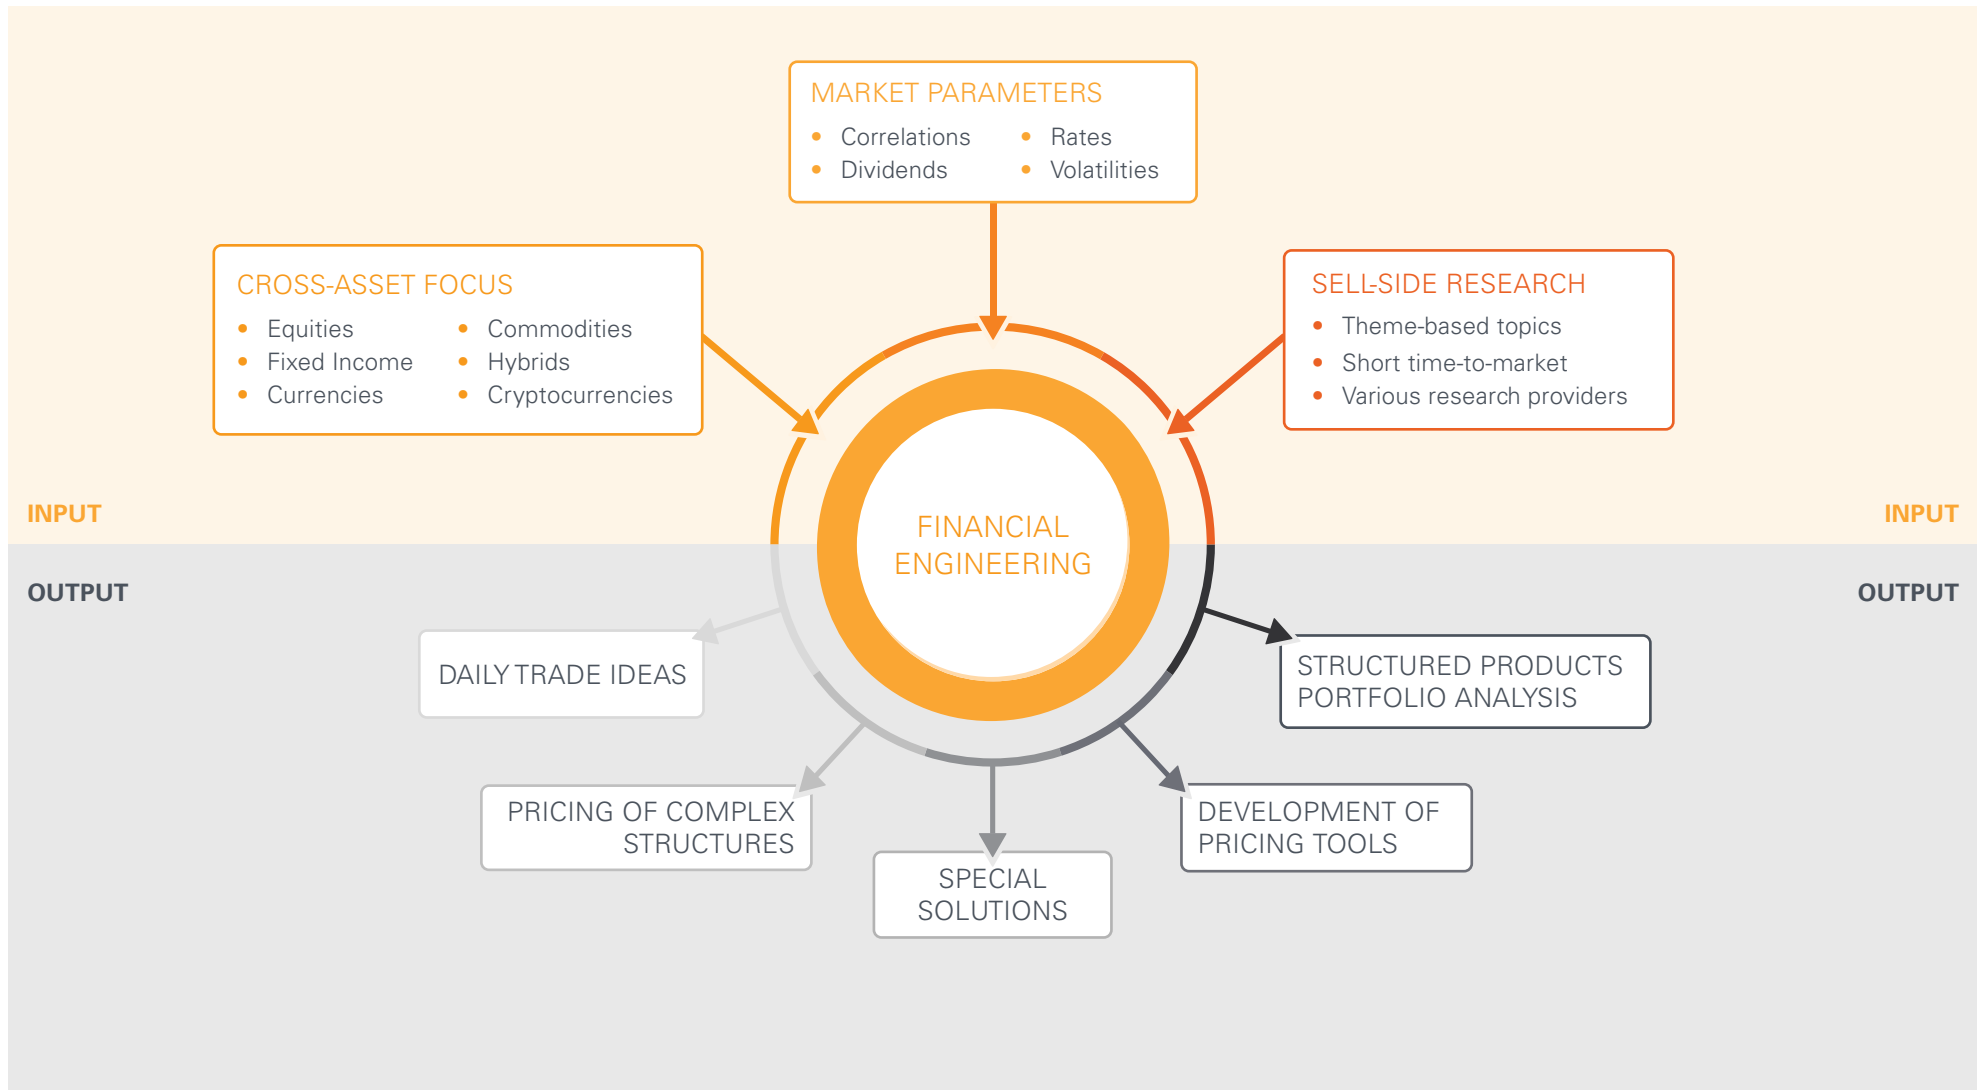 MARKET PARAMETERS
• Correlations
• Dividends
• Rates
• Volatilities
CROSS-ASSET FOCUS
• Equities
• Fixed Income
• Currencies
• Commodities
• Hybrids
• Cryptocurrencies
SELL-SIDE RESEARCH
• Theme-based topics
• Short time-to-market
• Various research providers
INPUT
INPUT
FINANCIAL
ENGINEERING
OUTPUT
OUTPUT
DAILY TRADE IDEAS
STRUCTURED PRODUCTS
PORTFOLIO ANALYSIS
PRICING OF COMPLEX
STRUCTURES
DEVELOPMENT OF
PRICING TOOLS
SPECIAL
SOLUTIONS